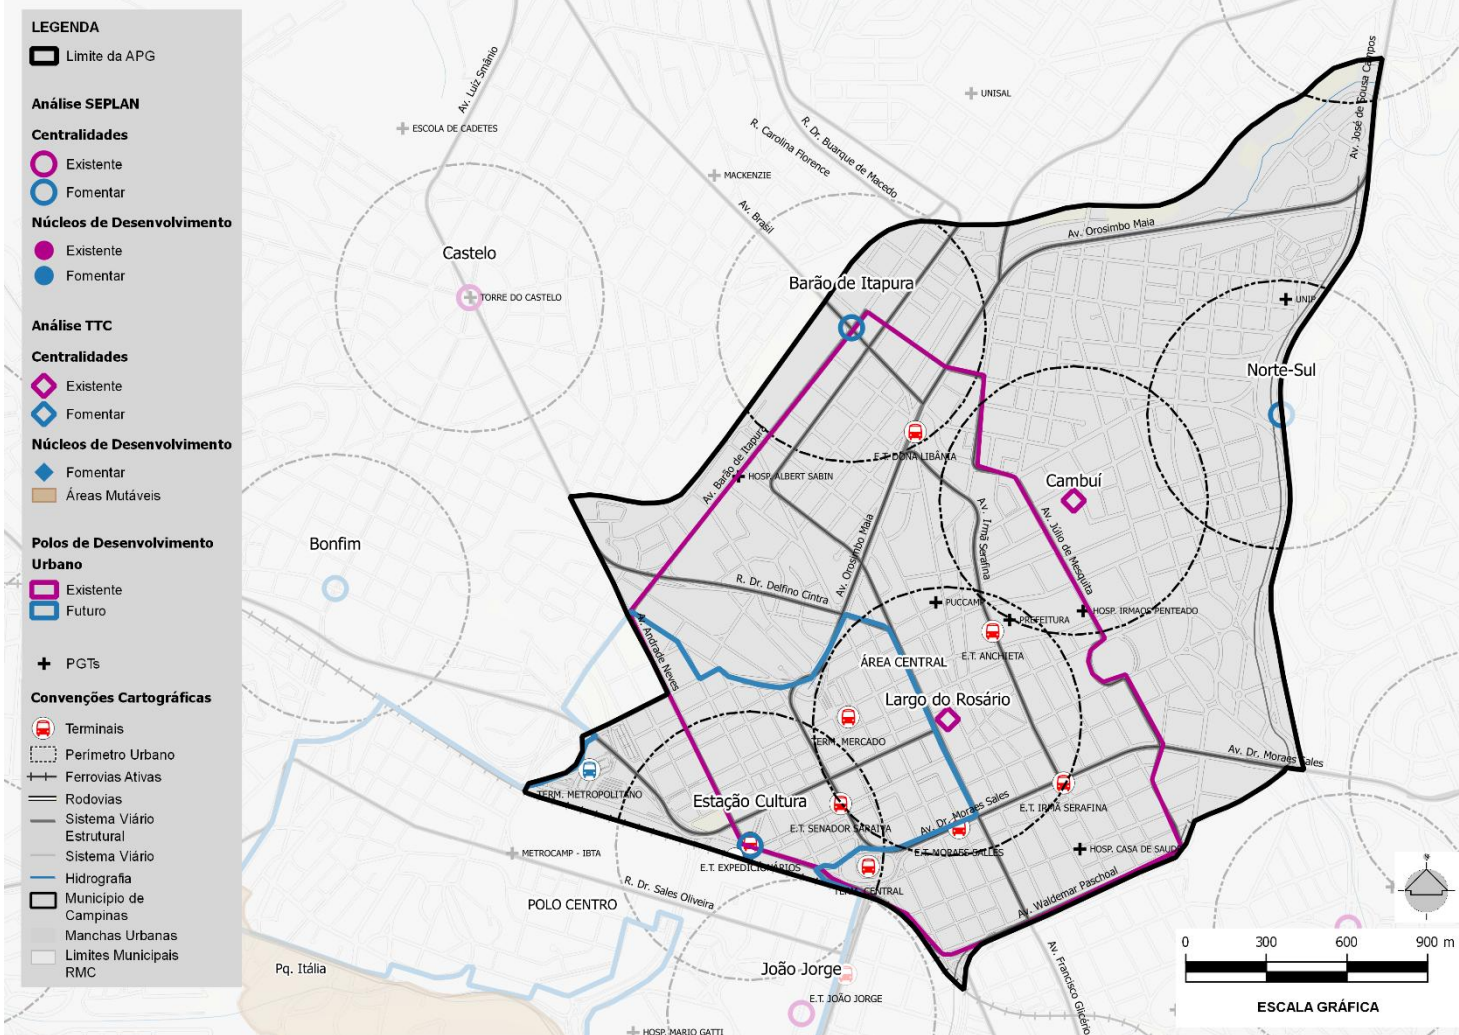 LEGENDA
Limite da APG
Análise SEPLAN
Centralidades
Existente
Fomentar
Núcleos de Desenvolvimento
Existente
Fomentar
Análise TTC
Centralidades
Existente
Fomentar
Núcleos de Desenvolvimento
Fomentar
Áreas Mutáveis
Polos de Desenvolvimento
Urbano
Existente
Futuro
PGTs
Convenções Cartográficas
Terminais
Perimetro Urbano
Ferrovias Ativas
Rodovias
Sistema Viário
Estrutural
Sistema Viário
Hidrografia
Município de
Campinas
Manchas Urbanas
Limites Municipais
RMC
Av. Luiz Smânio
ESCOLA DE CADETES
UNISAL
R. Dr. Buarque de Macedo
R. Carolina Florence
MACKENZIE
Av. Brasil
Av. José de Sousa Campos
Av. Orosimbo Maia
Castelo
TORRE DO CASTELO
Barão de Itapura
UNIP
Norte-Sul
E.T. DONA LIBÂNIA
Av. Barão de Itapura
HOSP. ALBERT SABIN
Cambuí
Av. Irmã Serafina
Av. Júlio de Mesquita
Av. Orosimbo Maia
Bonfim
R. Dr. Delfino Cintra
PUCCAMP
PREFEITURA
HOSP. IRMAOS PENTEADO
Av. Andrade Neves
E.T. ANCHIETA
ÁREA CENTRAL
Largo do Rosário
TERM. MERCADO
Av. Dr. Moraes Sales
TERM. METROPOLITANO
Estação Cultura
E.T. SENADOR SARAIVA
Av. Dr. Moraes Sales
E.T. IRMÃ SERAFINA
E.T. MORAES SALLES
HOSP. CASA DE SAUDE
METROCAMP - IBTA
E.T. EXPEDICIONÁRIOS
TERM. CENTRAL
R. Dr. Sales Oliveira
POLO CENTRO
Av. Waldemar Paschoal
Pq. Itália
João Jorge
E.T. JOÃO JORGE
Av. Francisco Glicério
HOSP. MARIO GATTI
N
0 300 600 900 m
ESCALA GRÁFICA